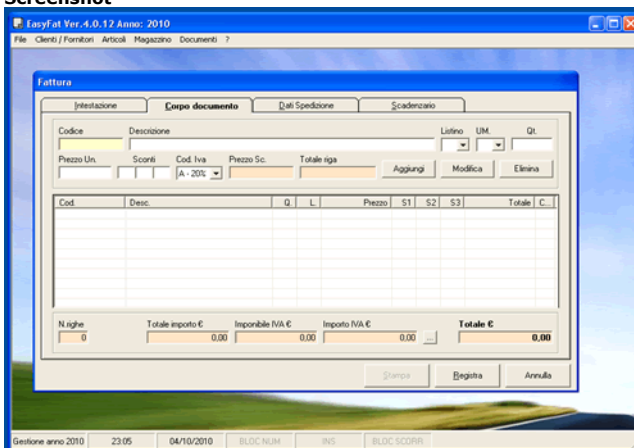 Screenshot
EasyFat Ver.4.0.12 Anno: 2010
File Clienti / Fornitori Articoli Magazzino Documenti ?
Fattura
Intestazione Corpo documento Dati Spedizione Scadenzario
Codice Descrizione Listino UM. Qt.
Prezzo Un. Sconti Cod. Iva Prezzo Sc. Totale riga
A - 20% Aggiungi Modifica Elimina
Cod. Desc. Q. L. Prezzo S1 S2 S3 Totale C...
N.righe Totale importo € Imponibile IVA € Importo IVA € Totale €
0 0,00 0,00 0,00 ... 0,00
Stampa Registra Annulla
Gestione anno 2010 23:05 04/10/2010 BLOC NUM INS BLOC SCORR